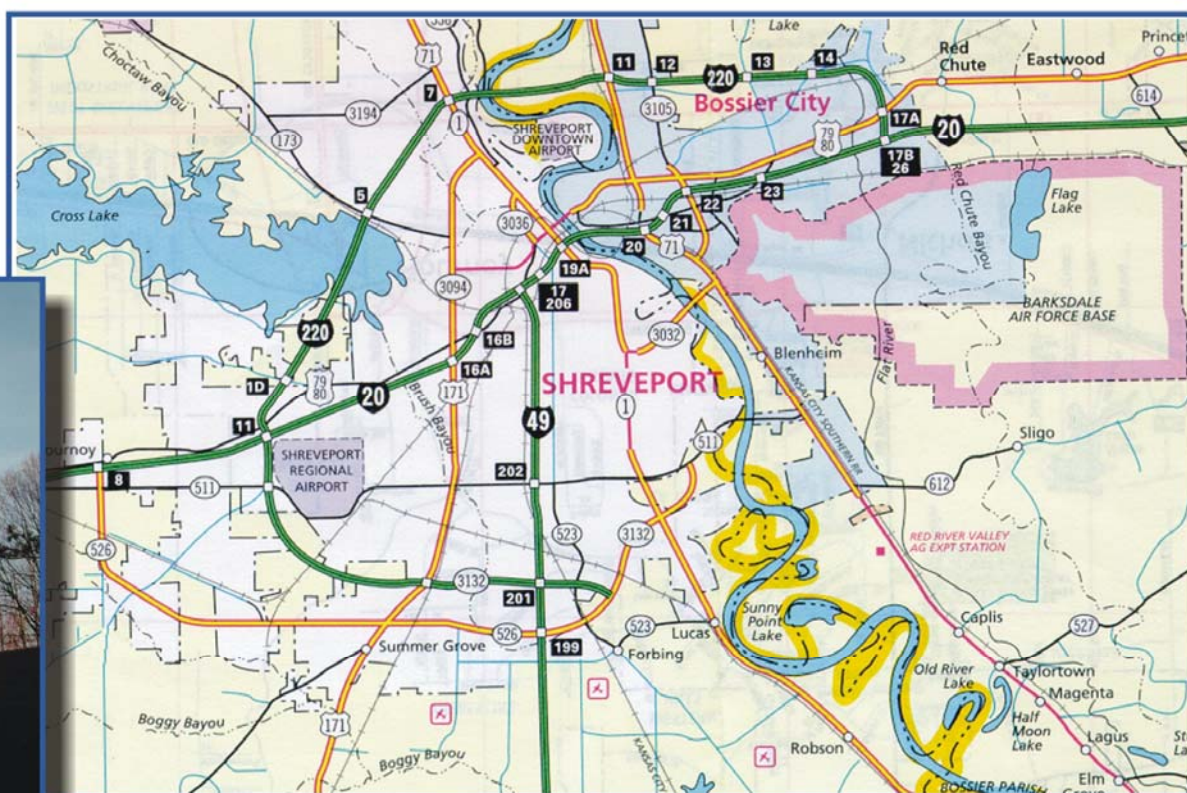 Lake
Princet
Red
Chute
Eastwood
71
Choctaw
Bayou
7
11
12
13
14
220
Bossier City
3194
1
3105
614
173
SHREVEPORT
DOWNTOWN
AIRPORT
17A
79
80
20
17B
26
Red Chute Bayou
5
23
22
21
20
71
Flag
Lake
Cross Lake
3036
19A
17
206
3094
220
16B
3032
BARKSDALE
AIR FORCE BASE
16A
1D
79
80
20
171
Brush Bayou
Blenheim
Flat River
SHREVEPORT
KANSAS CITY SOUTHERN RR
11
49
1
SHREVEPORT
REGIONAL
AIRPORT
511
Sligo
ournoy
8
511
202
612
526
523
3132
RED RIVER VALLEY
AG EXPT STATION
3132
201
Sunny
Point
Lake
526
523
Lucas
Caplis
527
199
Summer Grove
Forbing
Old River
Lake
Taylortown
Magenta
171
Boggy Bayou
Boggy Bayou
Half
Moon
Lake
Robson
Lagus
KANSAS CITY
BOSSIER PARISH
Elm